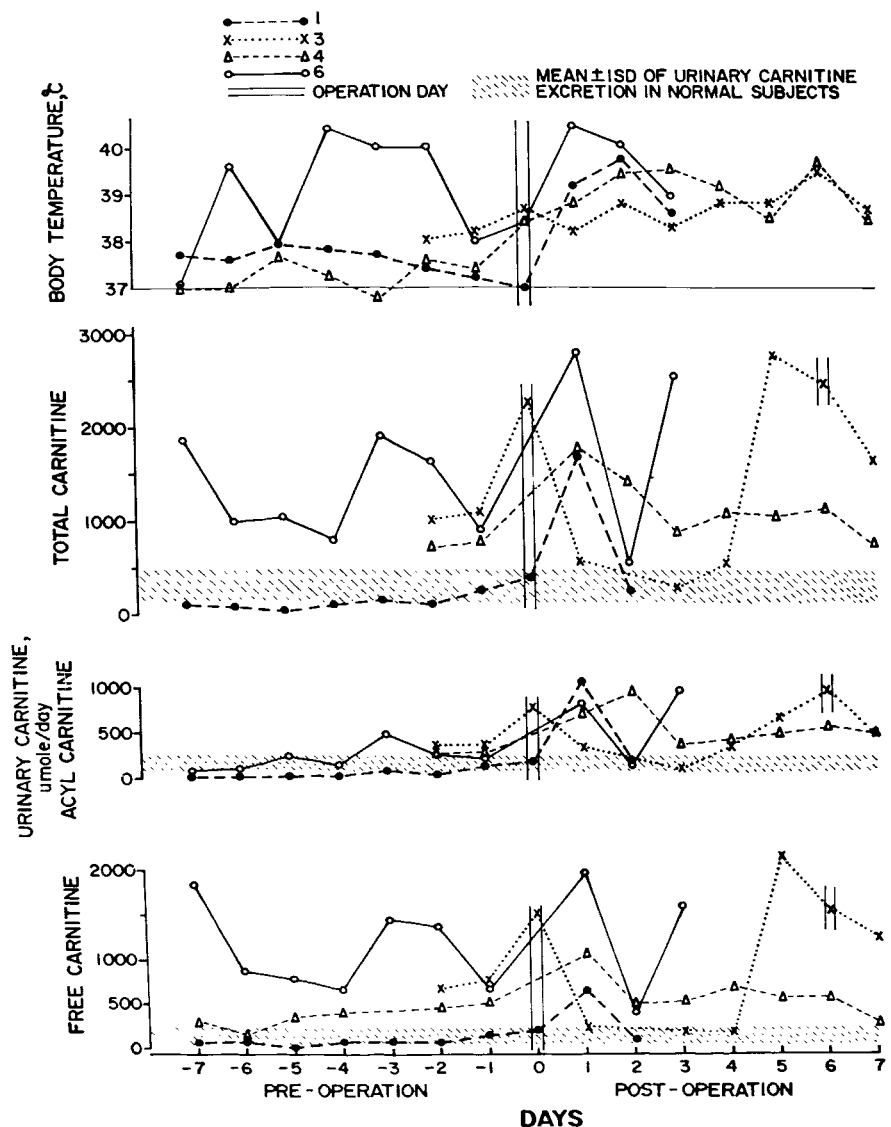 1
3
4
6
OPERATION DAY
MEAN ± ISD OF URINARY CARNITINE
EXCRETION IN NORMAL SUBJECTS
BODY TEMPERATURE, °C
40
39
38
37
TOTAL CARNITINE
3000
2000
1000
0
URINARY CARNITINE,
umole/day
ACYL CARNITINE
1000
500
0
FREE CARNITINE
2000
1000
500
0
-7 -6 -5 -4 -3 -2 -1 0 1 2 3 4 5 6 7
PRE-OPERATION POST-OPERATION
DAYS